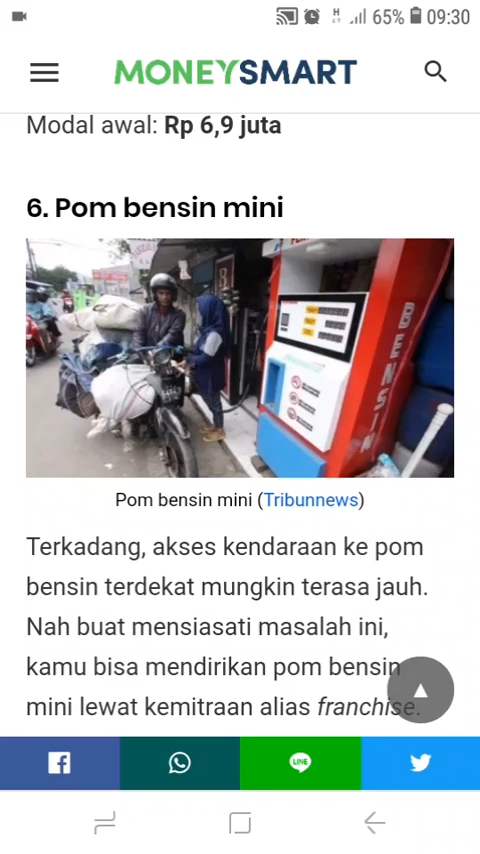 65% 09:30
MONEYSMART
Modal awal: Rp 6,9 juta
6. Pom bensin mini
BENSIN
Pom bensin mini (Tribunnews)
Terkadang, akses kendaraan ke pom
bensin terdekat mungkin terasa jauh.
Nah buat mensiasati masalah ini,
kamu bisa mendirikan pom bensin
mini lewat kemitraan alias franchise.
LINE